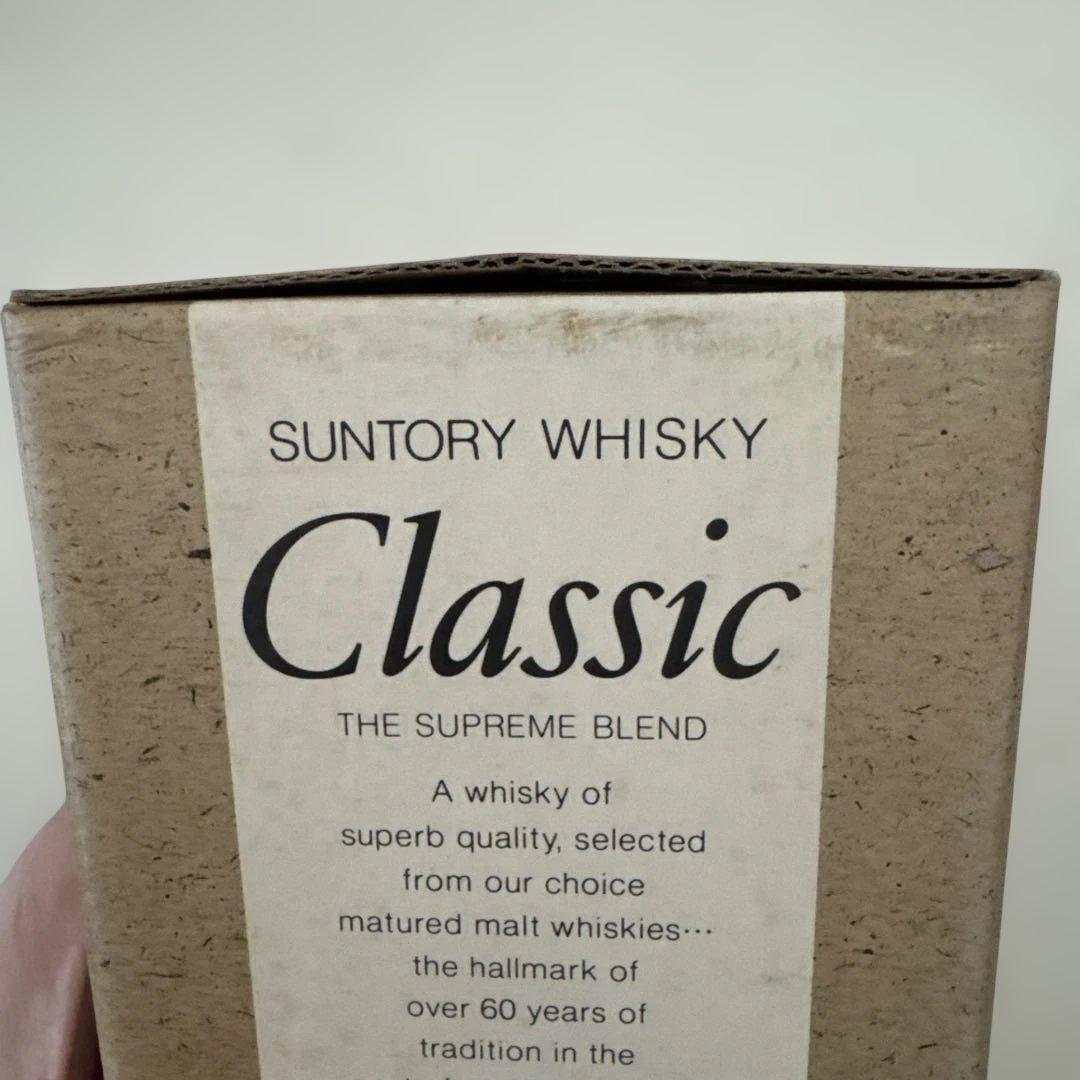 SUNTORY WHISKY
Classic
THE SUPREME BLEND
A whisky of
superb quality, selected
from our choice
matured malt whiskies…
the hallmark of
over 60 years of
tradition in the